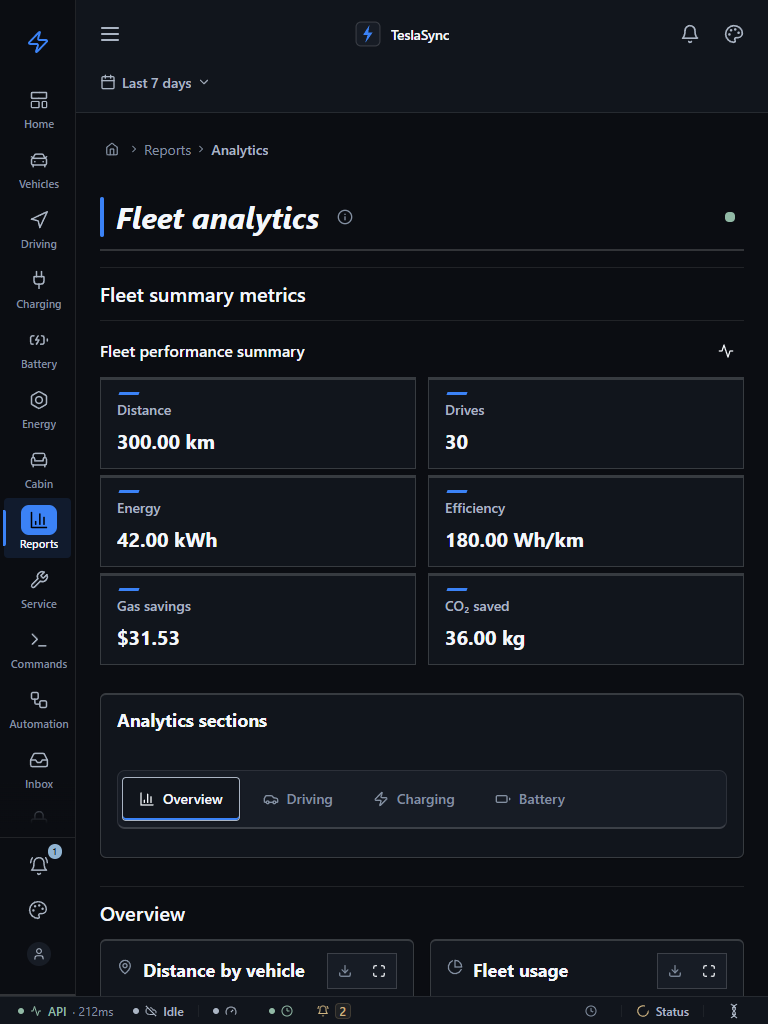 TeslaSync
Last 7 days
Home
Vehicles
Driving
Charging
Battery
Energy
Cabin
Reports
Service
Commands
Automation
Inbox
1
Reports
Analytics
Fleet analytics
Fleet summary metrics
Fleet performance summary
Distance
300.00 km
Drives
30
Energy
42.00 kWh
Efficiency
180.00 Wh/km
Gas savings
$31.53
CO₂ saved
36.00 kg
Analytics sections
Overview Driving Charging Battery
Overview
Distance by vehicle
Fleet usage
API · 212ms Idle 2 Status